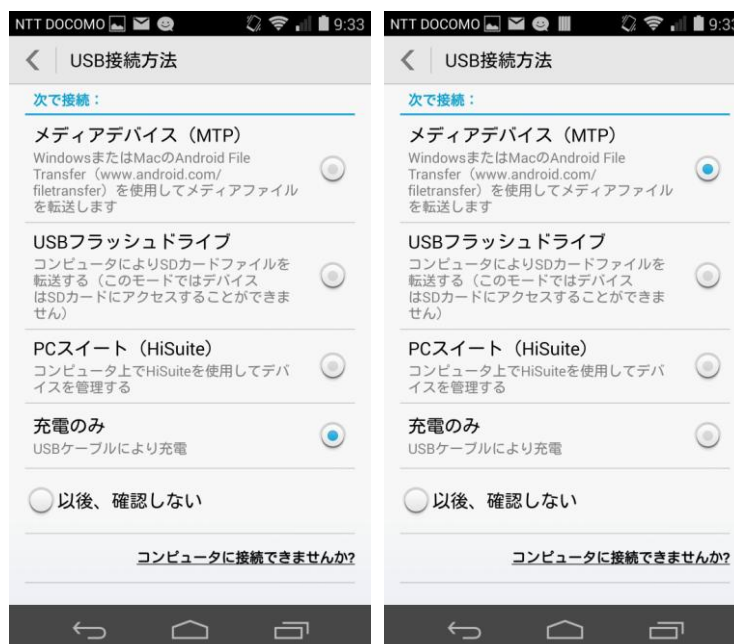 NTT DOCOMO 9:33
USB接続方法
次で接続：
メディアデバイス（MTP）
WindowsまたはMacのAndroid File
Transfer（www.android.com/
filetransfer）を使用してメディアファイル
を転送します
USBフラッシュドライブ
コンピュータによりSDカードファイルを
転送する（このモードではデバイス
はSDカードにアクセスすることができま
せん）
PCスイート（HiSuite）
コンピュータ上でHiSuiteを使用してデバ
イスを管理する
充電のみ
USBケーブルにより充電
以後、確認しない
コンピュータに接続できませんか?
NTT DOCOMO 9:33
USB接続方法
次で接続：
メディアデバイス（MTP）
WindowsまたはMacのAndroid File
Transfer（www.android.com/
filetransfer）を使用してメディアファイル
を転送します
USBフラッシュドライブ
コンピュータによりSDカードファイルを
転送する（このモードではデバイス
はSDカードにアクセスすることができま
せん）
PCスイート（HiSuite）
コンピュータ上でHiSuiteを使用してデバ
イスを管理する
充電のみ
USBケーブルにより充電
以後、確認しない
コンピュータに接続できませんか?